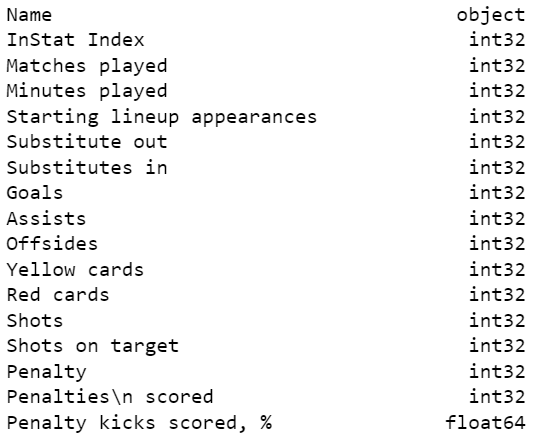 Name object
InStat Index int32
Matches played int32
Minutes played int32
Starting lineup appearances int32
Substitute out int32
Substitutes in int32
Goals int32
Assists int32
Offsides int32
Yellow cards int32
Red cards int32
Shots int32
Shots on target int32
Penalty int32
Penalties\n scored int32
Penalty kicks scored, % float64